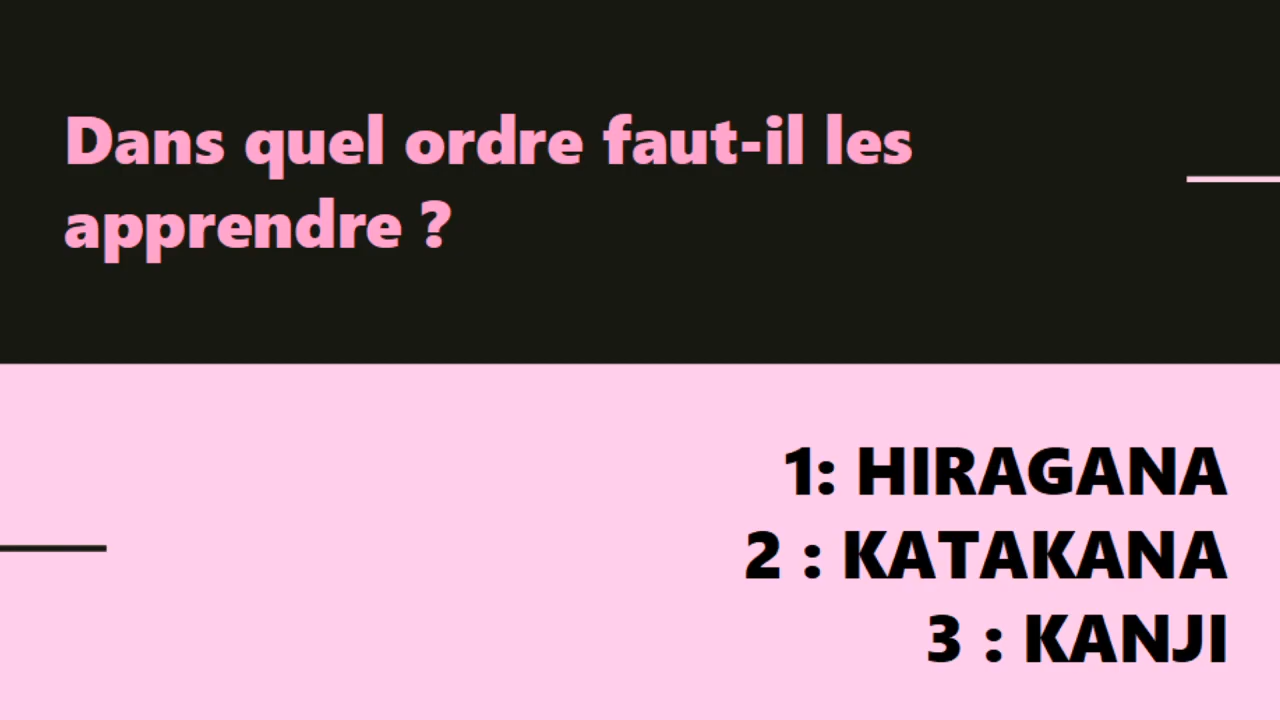 Dans quel ordre faut-il les
apprendre ?
1: HIRAGANA
2 : KATAKANA
3 : KANJI